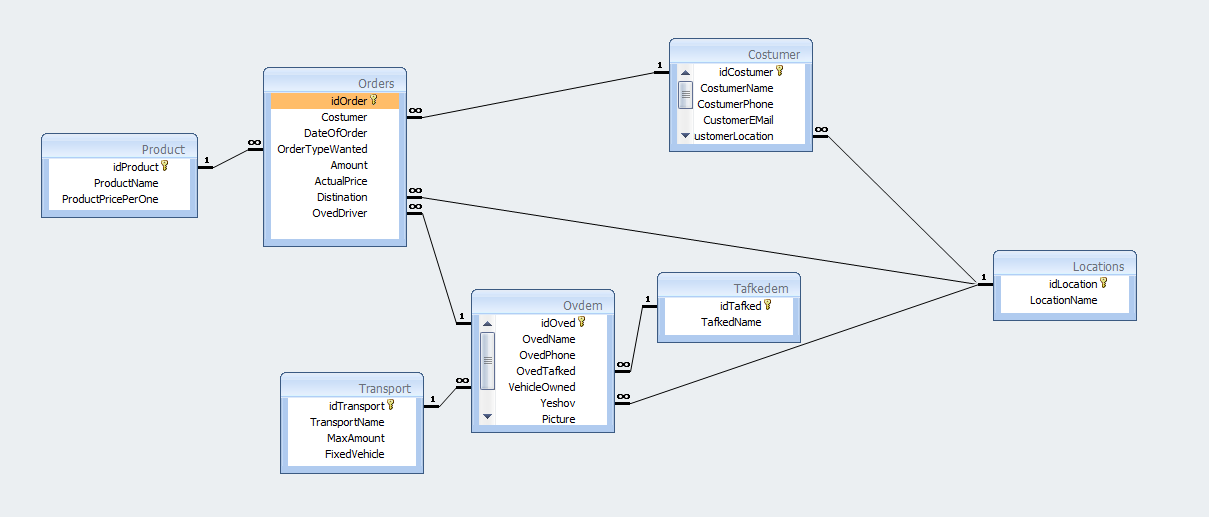 Product
idProduct
ProductName
ProductPricePerOne
1
∞
Orders
idOrder
Costumer
DateOfOrder
OrderTypeWanted
Amount
ActualPrice
Distination
OvedDriver
∞
∞
∞
1
Costumer
idCostumer
CostumerName
CostumerPhone
CustomerEMail
ustomerLocation
∞
1
Locations
idLocation
LocationName
Tafkedem
idTafked
TafkedName
1
1
Ovdem
idOved
OvedName
OvedPhone
OvedTafked
VehicleOwned
Yeshov
Picture
∞
∞
∞
1
Transport
idTransport
TransportName
MaxAmount
FixedVehicle